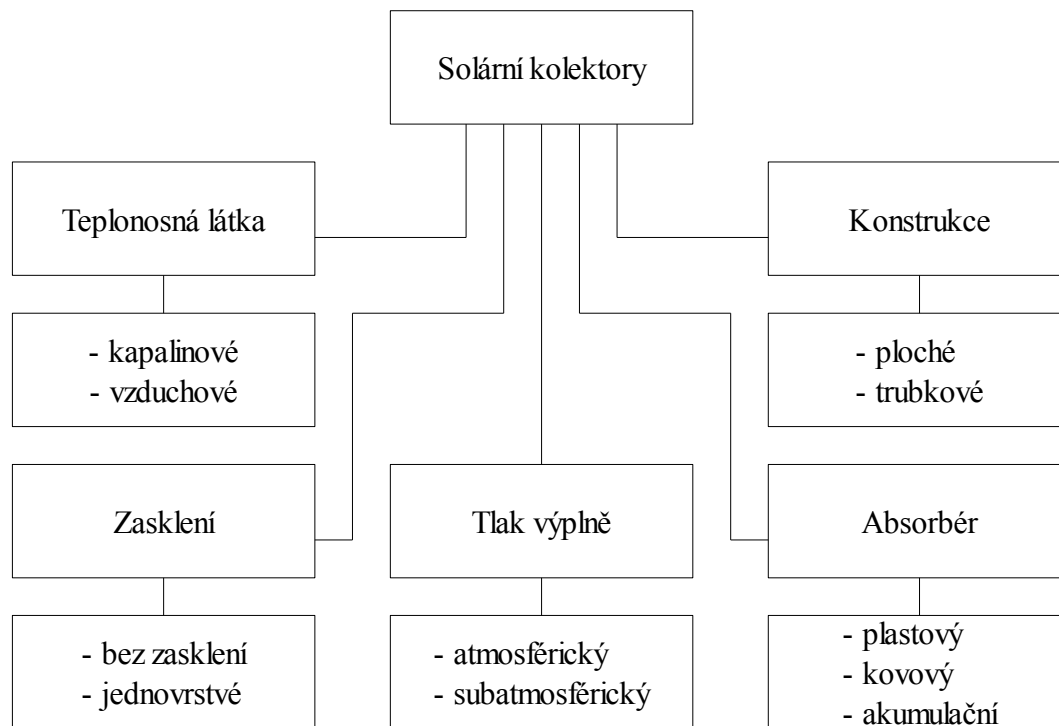 Solární kolektory
Teplonosná látka
Konstrukce
- kapalinové
- vzduchové
- ploché
- trubkové
Zasklení
Tlak výplně
Absorbér
- bez zasklení
- jednovrstvé
- atmosférický
- subatmosférický
- plastový
- kovový
- akumulační